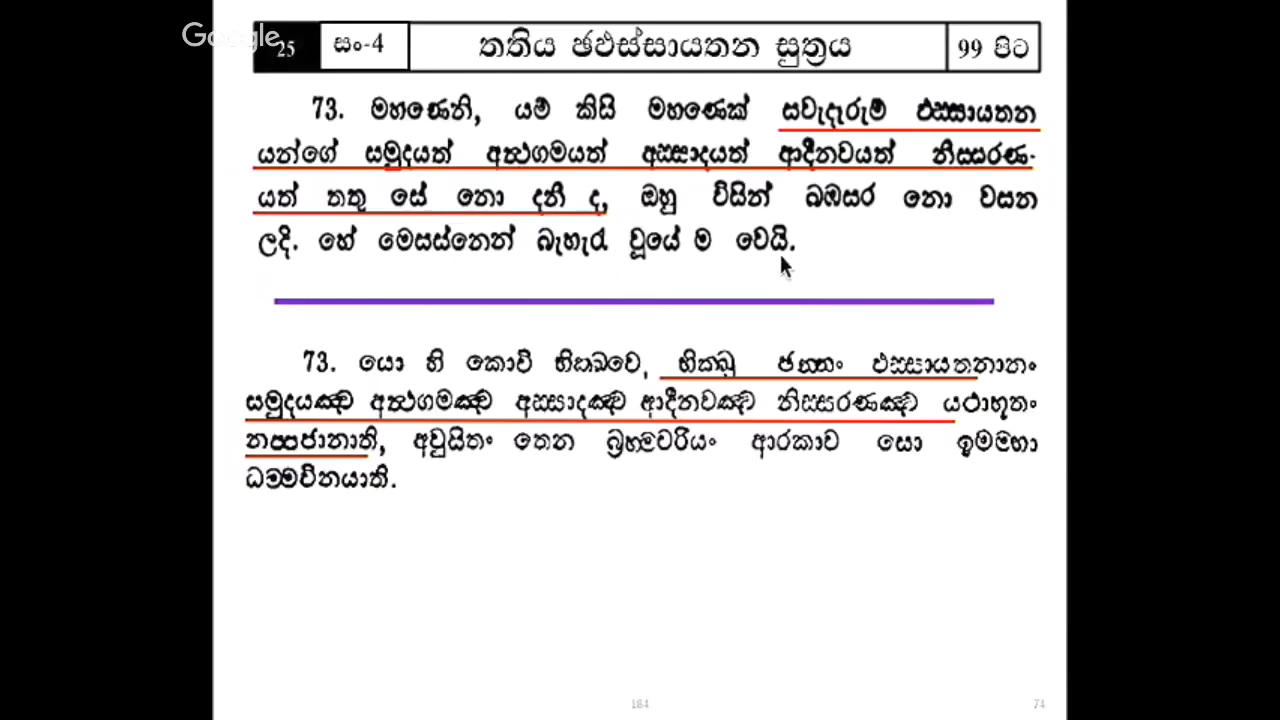 Google
25 සං-4 තතිය ඡඵස්සායතන සුත්‍රය 99 පිට
73. මහණෙනි, යම් කිසි මහණෙක් සවැදෑරුම් ඵස්සායතන
යන්ගේ සමුදයත් අත්‍ථගමයත් අස්සාදයත් ආදීනවයත් නිස්සරණ-
යත් තතු සේ නො දනී ද, ඔහු විසින් බඹසර නො වසන
ලදි. හේ මෙසස්නෙන් බැහැරැ වූයේ ම වෙයි.
73. යො හි කොචි භික්ඛවෙ, භික්ඛු ඡන්නං ඵස්සායතනානං
සමුදයඤ්ච අත්‍ථගමඤ්ච අස්සාදඤ්ච ආදීනවඤ්ච නිස්සරණඤ්ච යථාභූතං
නප්පජානාති, අවුසිතං තෙන බ්‍රහ්මචරියං ආරකාව සො ඉමම්හා
ධම්මවිනයාති.
184 74